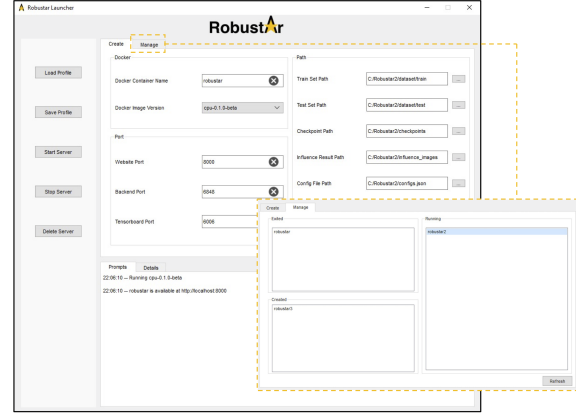 Robustar Launcher
RobustAr
Create Manage
Load Profile
Save Profile
Start Server
Stop Server
Delete Server
Docker
Docker Container Name robustar
Docker Image Version cpu-0.1.0-beta
Port
Website Port 8000
Backend Port 6848
Tensorboard Port 6006
Path
Train Set Path C:/Robustar2/dataset/train ...
Test Set Path C:/Robustar2/dataset/test ...
Checkpoint Path C:/Robustar2/checkpoints ...
Influence Result Path C:/Robustar2/influence_images ...
Config File Path C:/Robustar2/configs.json ...
Prompts Details
22:06:10 -- Running cpu-0.1.0-beta
22:06:10 -- robustar is available at http://localhost:8000
Create Manage
Exited
robustar
Created
robustar3
Running
robustar2
Refresh